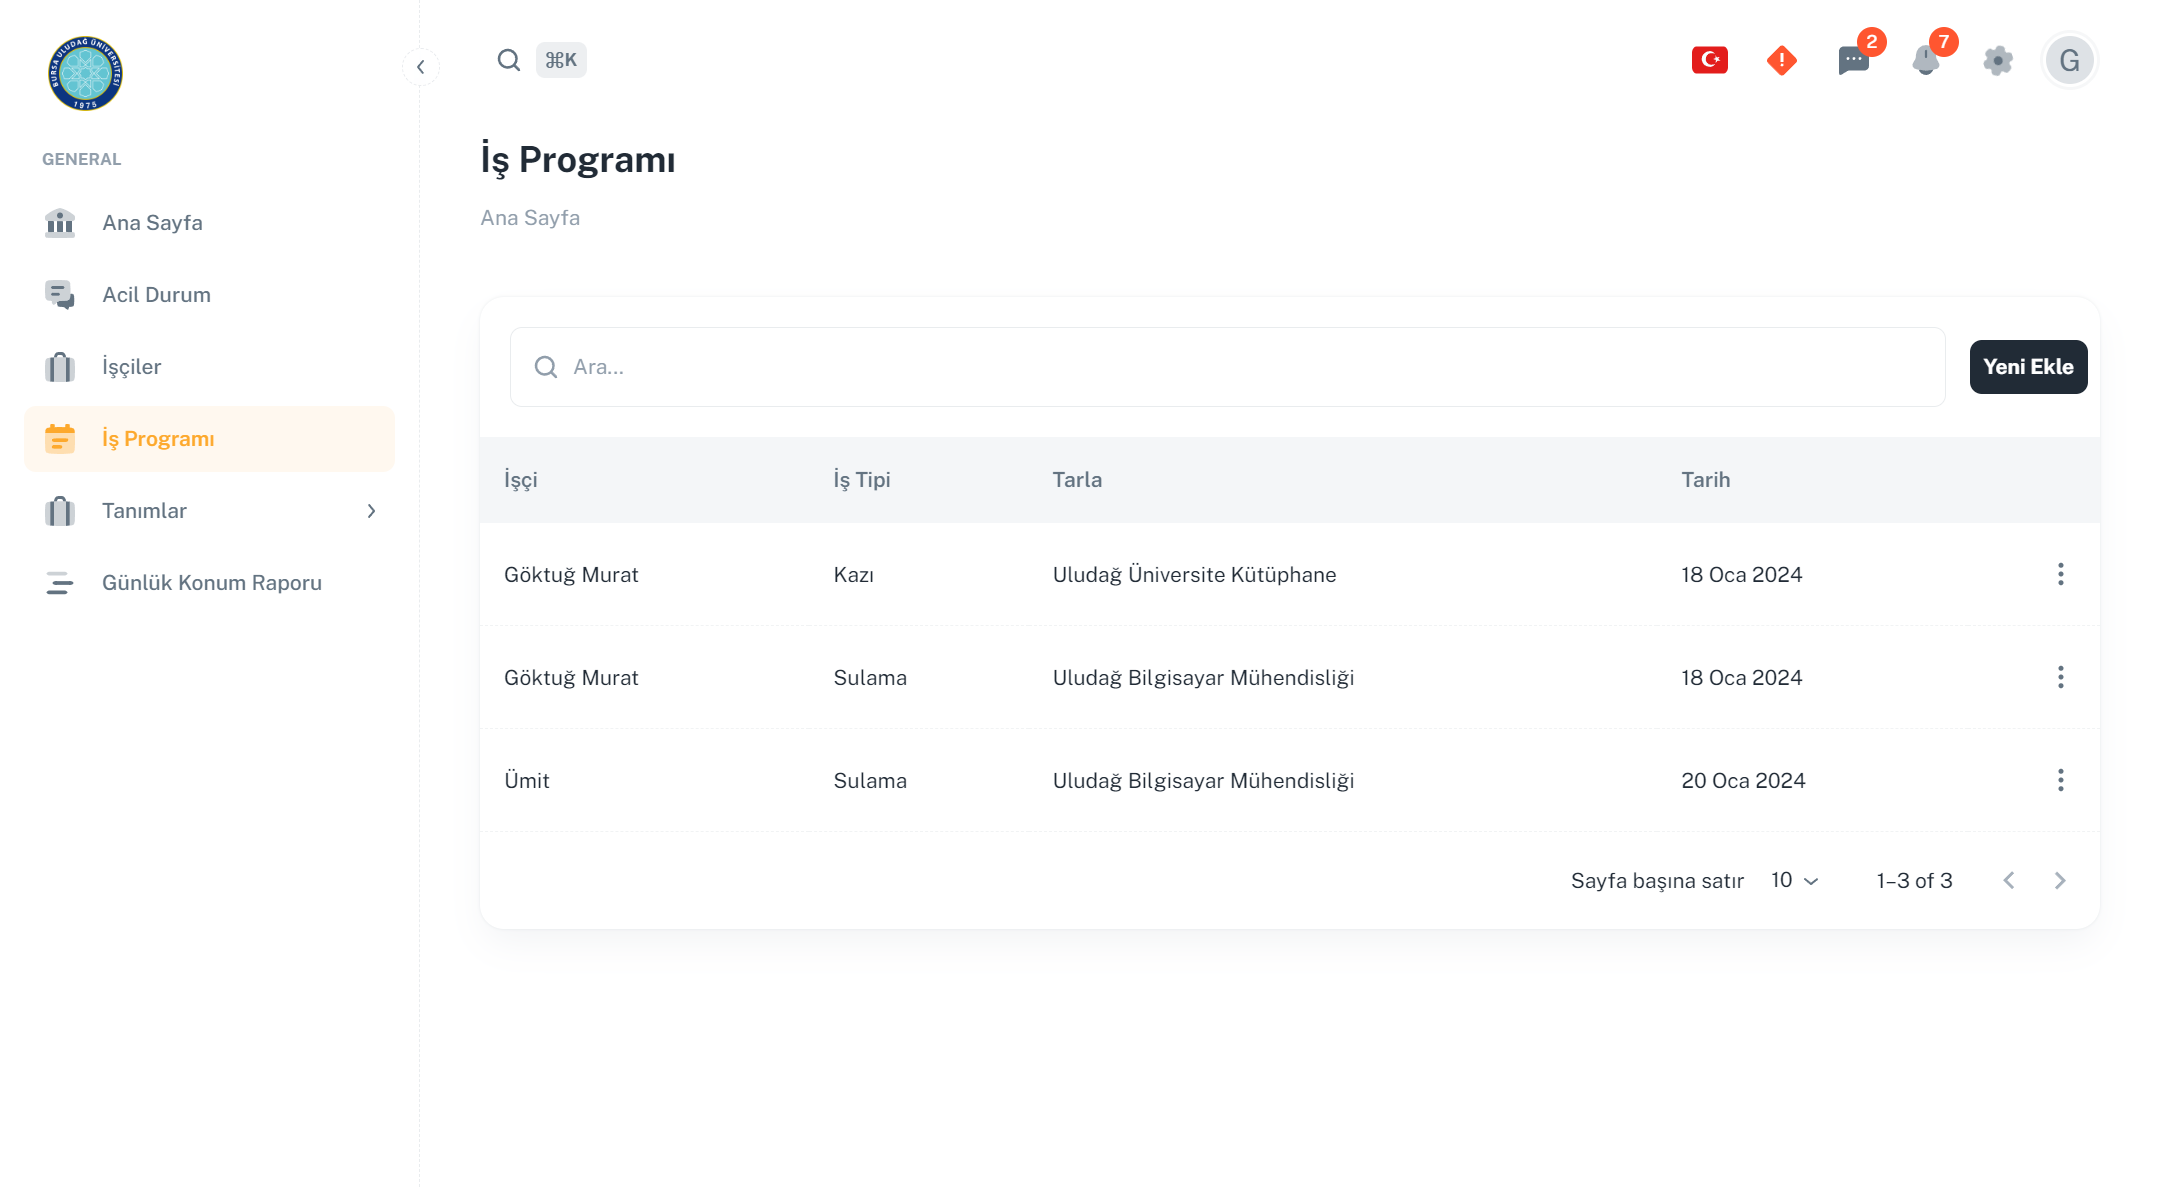 BURSA ULUDAĞ ÜNİVERSİTESİ
1975
⌘K
2
7
G
GENERAL
Ana Sayfa
Acil Durum
İşçiler
İş Programı
Tanımlar
Günlük Konum Raporu
İş Programı
Ana Sayfa
Ara...
Yeni Ekle
İşçi İş Tipi Tarla Tarih
Göktuğ Murat Kazı Uludağ Üniversite Kütüphane 18 Oca 2024
Göktuğ Murat Sulama Uludağ Bilgisayar Mühendisliği 18 Oca 2024
Ümit Sulama Uludağ Bilgisayar Mühendisliği 20 Oca 2024
Sayfa başına satır 10 1–3 of 3